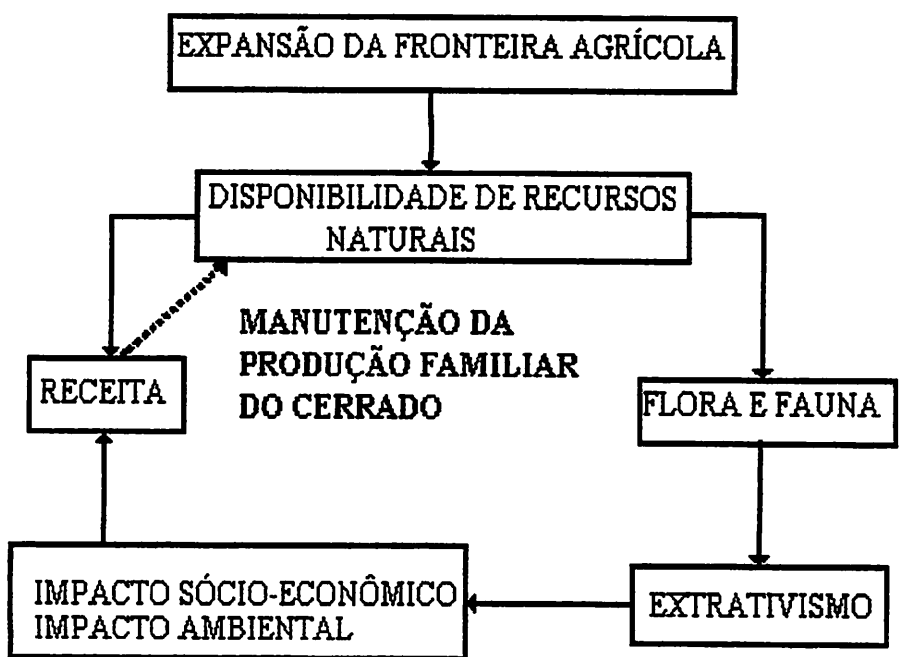 EXPANSÃO DA FRONTEIRA AGRÍCOLA
DISPONIBILIDADE DE RECURSOS
NATURAIS
MANUTENÇÃO DA
PRODUÇÃO FAMILIAR
DO CERRADO
RECEITA
FLORA E FAUNA
IMPACTO SÓCIO-ECONÔMICO
IMPACTO AMBIENTAL
EXTRATIVISMO